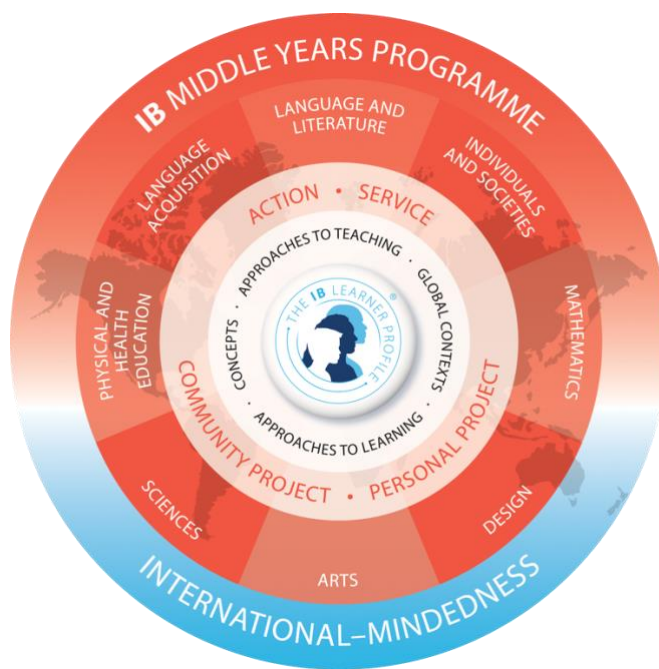 IB MIDDLE YEARS PROGRAMME
LANGUAGE AND
LITERATURE
INDIVIDUALS
AND SOCIETIES
MATHEMATICS
DESIGN
ARTS
SCIENCES
PHYSICAL AND
HEALTH
EDUCATION
LANGUAGE
ACQUISITION
ACTION • SERVICE
PERSONAL PROJECT
•
COMMUNITY PROJECT
APPROACHES TO TEACHING
·
GLOBAL CONTEXTS
·
APPROACHES TO LEARNING
·
CONCEPTS
·
THE IB LEARNER PROFILE ®
INTERNATIONAL–MINDEDNESS